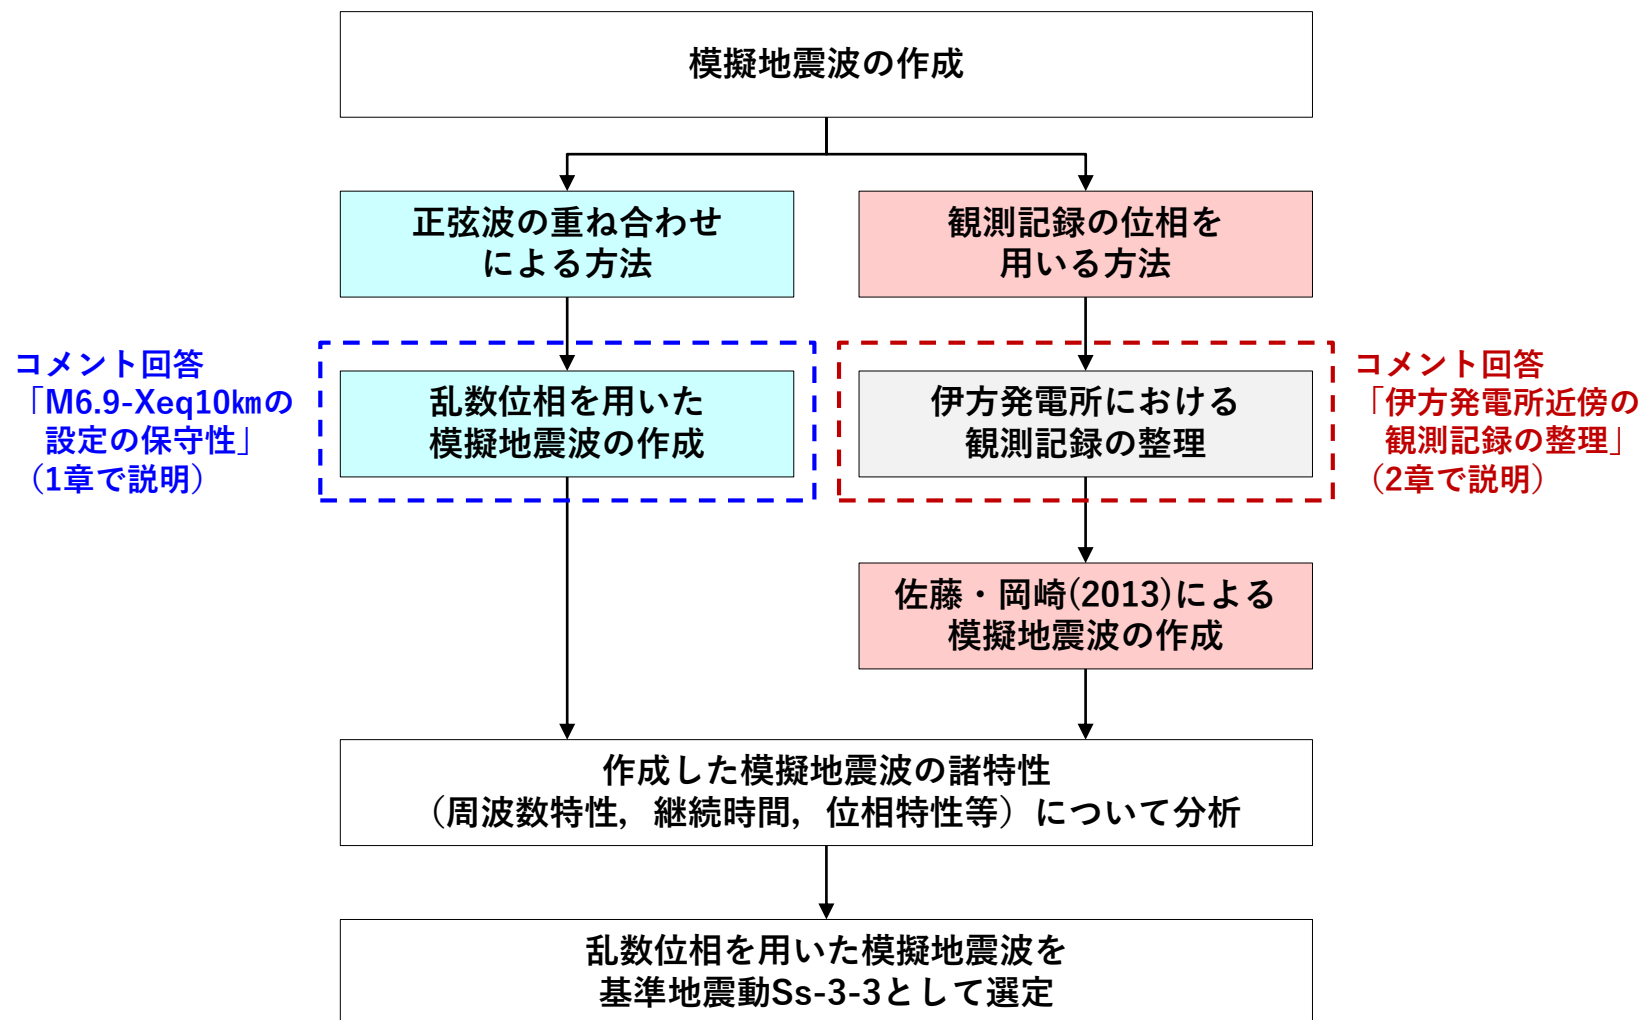 模擬地震波の作成
正弦波の重ね合わせ
による方法
観測記録の位相を
用いる方法
コメント回答
「M6.9-Xeq10㎞の
設定の保守性」
（1章で説明）
乱数位相を用いた
模擬地震波の作成
伊方発電所における
観測記録の整理
コメント回答
「伊方発電所近傍の
観測記録の整理」
（2章で説明）
佐藤・岡崎(2013)による
模擬地震波の作成
作成した模擬地震波の諸特性
（周波数特性，継続時間，位相特性等）について分析
乱数位相を用いた模擬地震波を
基準地震動Ss-3-3として選定